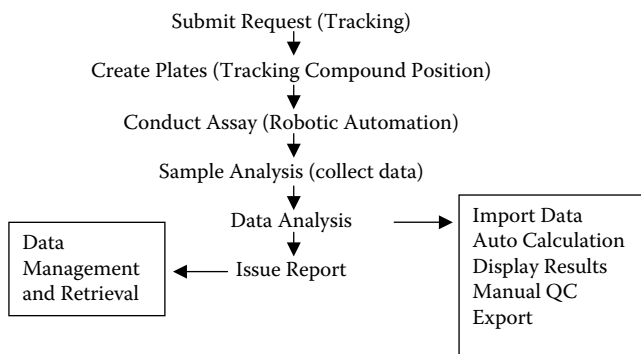 Submit Request (Tracking)
Create Plates (Tracking Compound Position)
Conduct Assay (Robotic Automation)
Sample Analysis (collect data)
Data Analysis
Issue Report
Data
Management
and Retrieval
Import Data
Auto Calculation
Display Results
Manual QC
Export